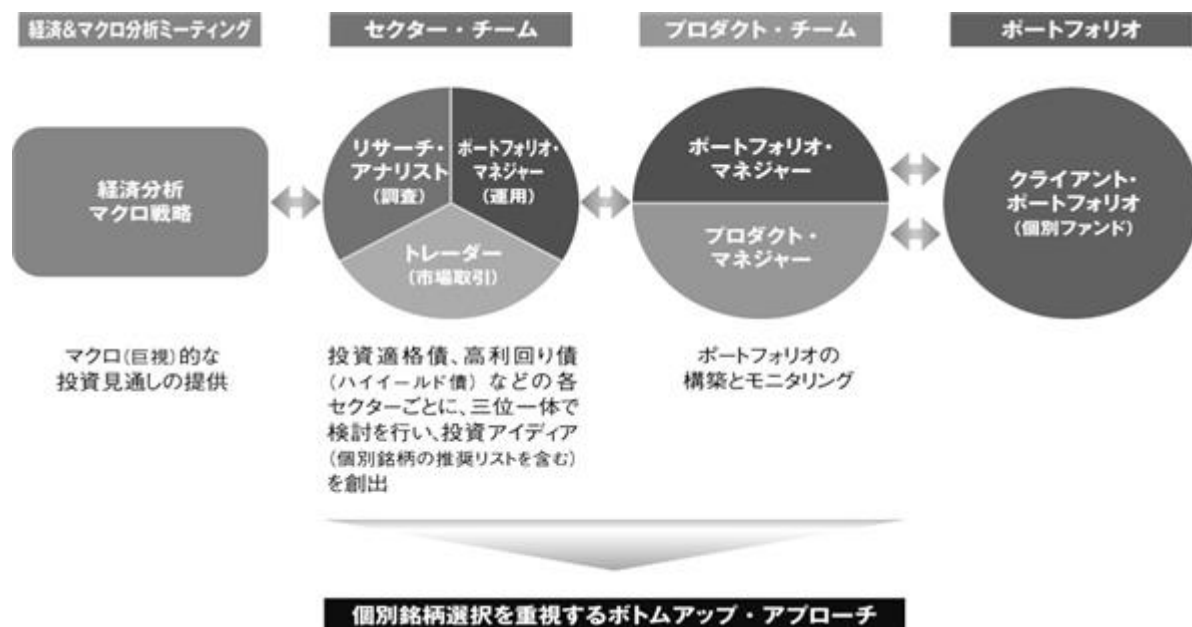 経済&マクロ分析ミーティング
セクター・チーム
プロダクト・チーム
ポートフォリオ
経済分析
マクロ戦略
リサーチ・
アナリスト
(調査)
ポートフォリオ・
マネジャー
(運用)
トレーダー
(市場取引)
ポートフォリオ・
マネジャー
プロダクト・
マネジャー
クライアント・
ポートフォリオ
(個別ファンド)
マクロ(巨視)的な
投資見通しの提供
投資適格債、高利回り債
(ハイイールド債)などの各
セクターごとに、三位一体で
検討を行い、投資アイディア
(個別銘柄の推奨リストを含む)
を創出
ポートフォリオの
構築とモニタリング
個別銘柄選択を重視するボトムアップ・アプローチ